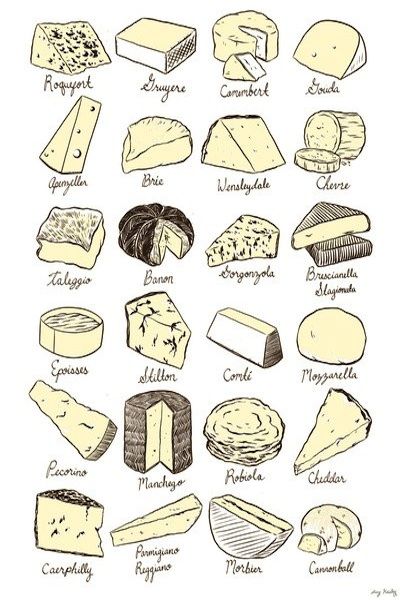 Roquefort
Gruyere
Camembert
Gouda
Apenzeller
Brie
Wensleydale
Chevre
Taleggio
Banon
Gorgonzola
Brescianella
Stagionata
Epoisses
Stilton
Comté
Mozzarella
Pecorino
Manchego
Robiola
Cheddar
Caerphilly
Parmigiano
Reggiano
Morbier
Cannonball